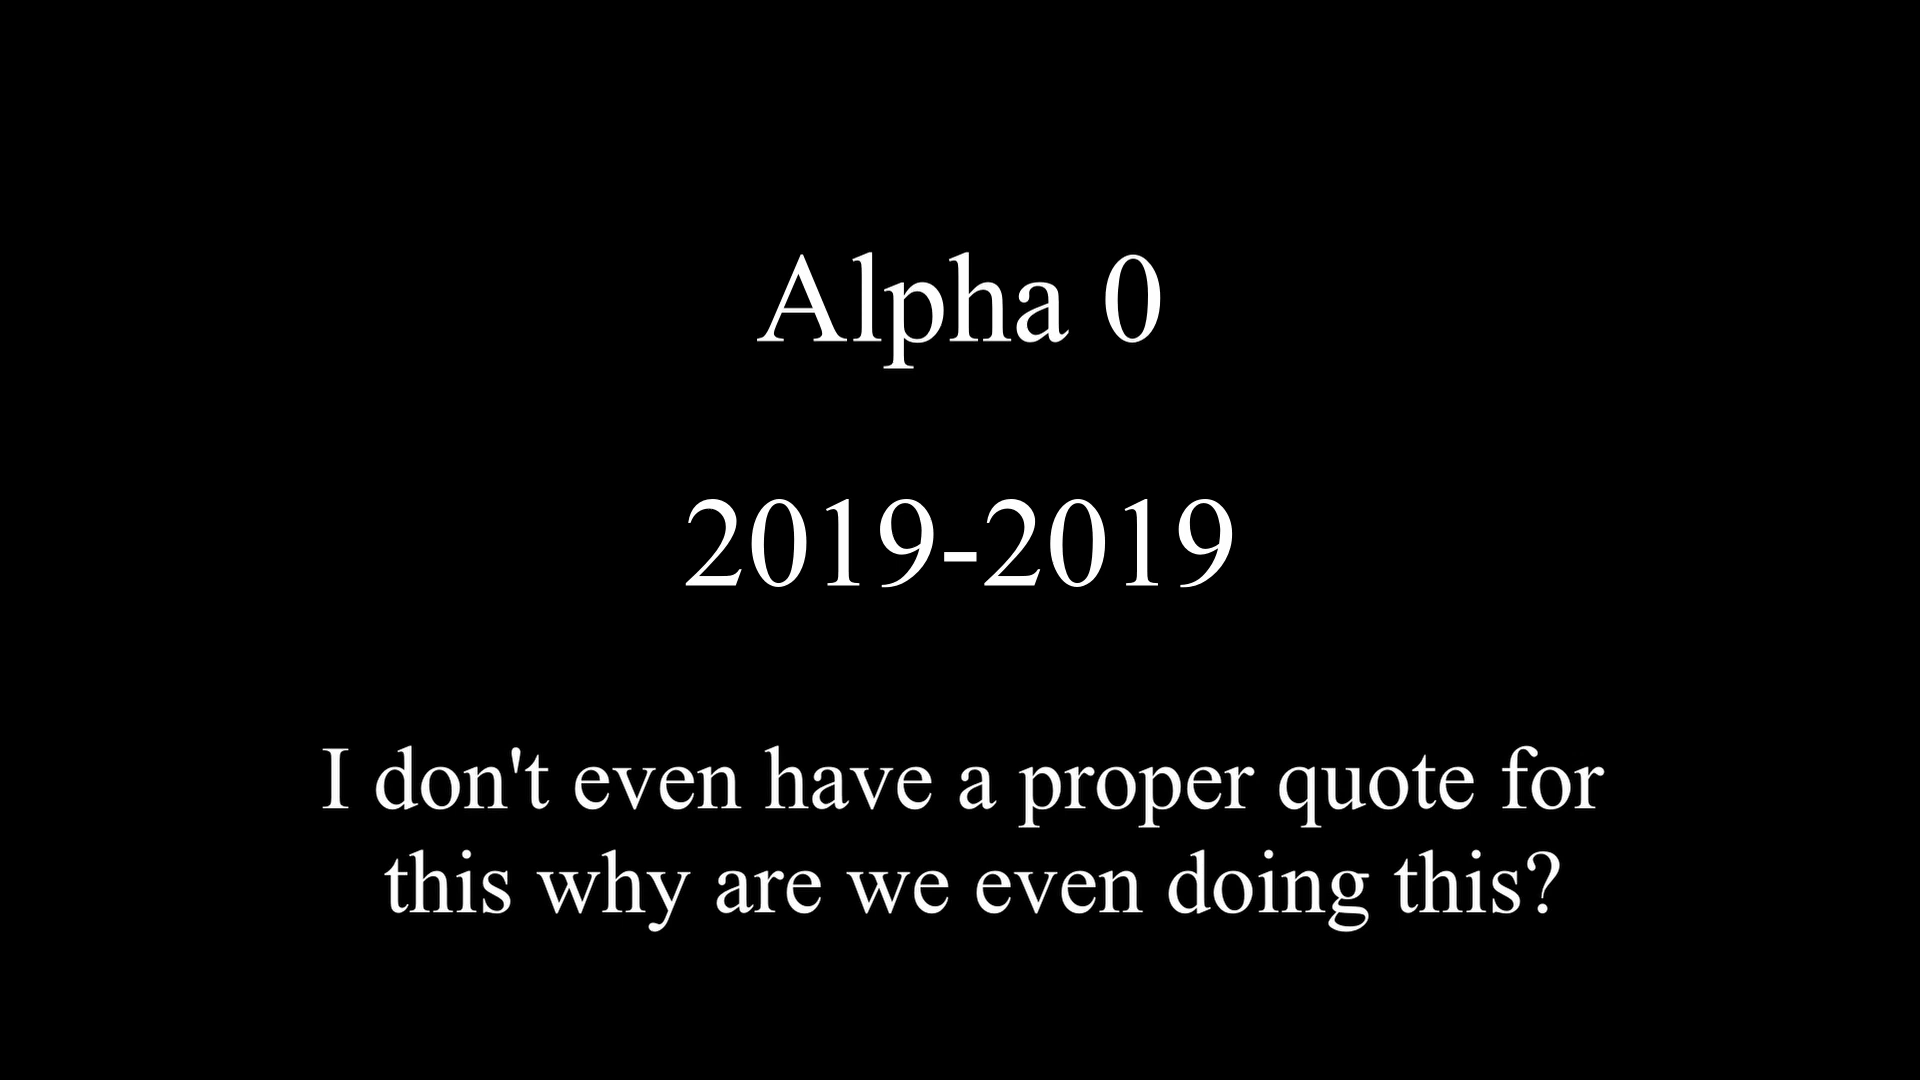 Alpha 0
2019-2019
I don't even have a proper quote for
this why are we even doing this?